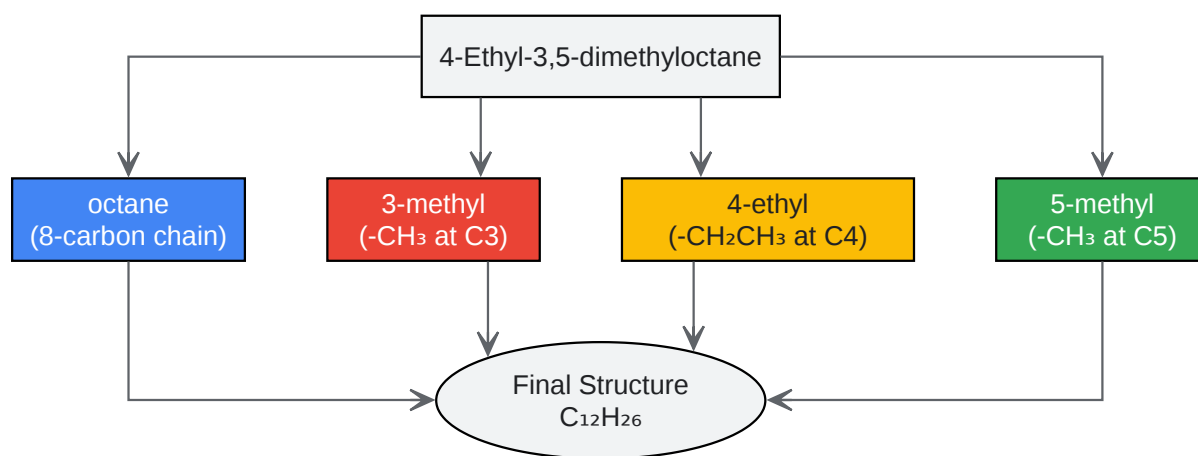 4-Ethyl-3,5-dimethyloctane
octane
(8-carbon chain)
3-methyl
(-CH₃ at C3)
4-ethyl
(-CH₂CH₃ at C4)
5-methyl
(-CH₃ at C5)
Final Structure
C₁₂H₂₆